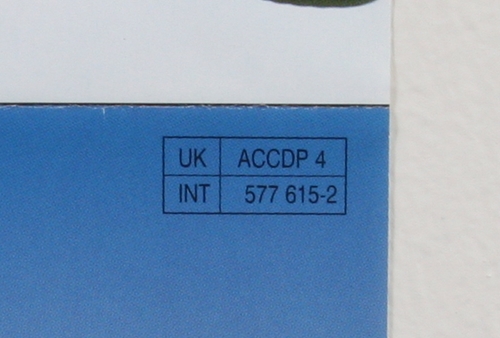 UK ACCDP 4
INT 577 615-2